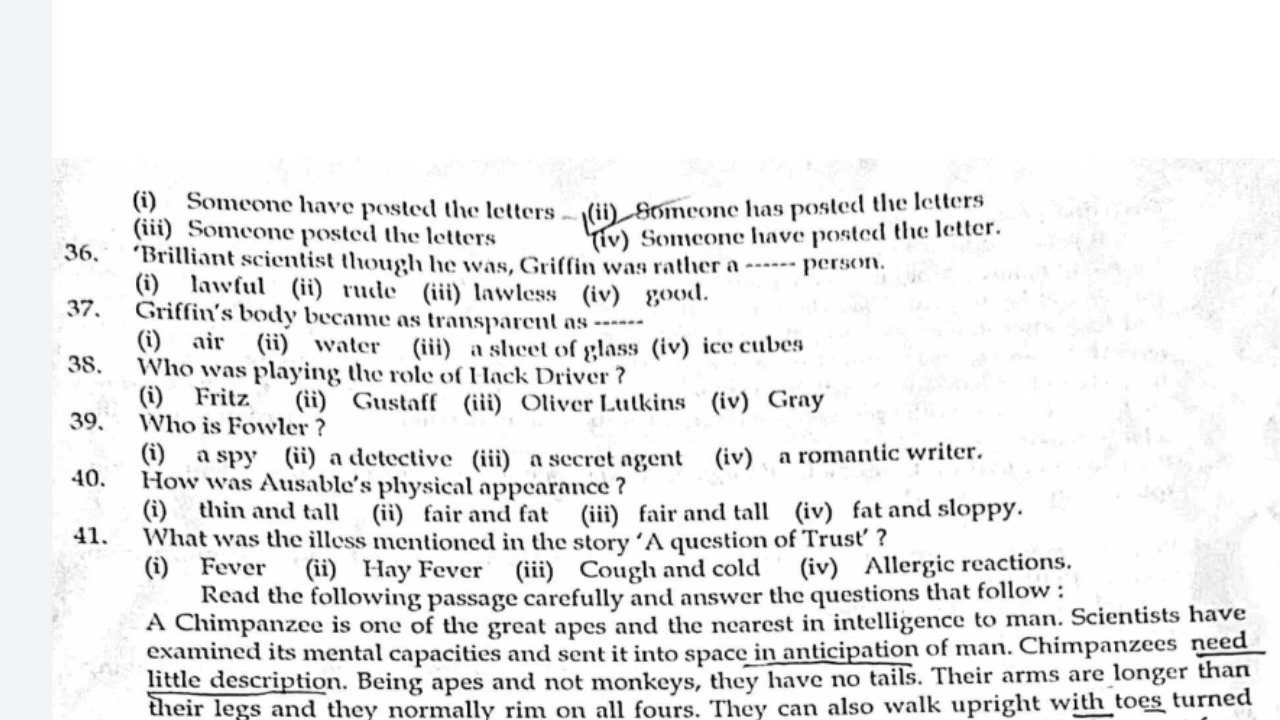 (i) Someone have posted the letters (ii) Someone has posted the letters
(iii) Someone posted the letters (iv) Someone have posted the letter.
36. 'Brilliant scientist though he was, Griffin was rather a ------ person.
(i) lawful (ii) rude (iii) lawless (iv) good.
37. Griffin's body became as transparent as ------
(i) air (ii) water (iii) a sheet of glass (iv) ice cubes
38. Who was playing the role of Hack Driver ?
(i) Fritz (ii) Gustaff (iii) Oliver Lutkins (iv) Gray
39. Who is Fowler ?
(i) a spy (ii) a detective (iii) a secret agent (iv) a romantic writer.
40. How was Ausable's physical appearance ?
(i) thin and tall (ii) fair and fat (iii) fair and tall (iv) fat and sloppy.
41. What was the illess mentioned in the story 'A question of Trust' ?
(i) Fever (ii) Hay Fever (iii) Cough and cold (iv) Allergic reactions.
Read the following passage carefully and answer the questions that follow :
A Chimpanzee is one of the great apes and the nearest in intelligence to man. Scientists have
examined its mental capacities and sent it into space in anticipation of man. Chimpanzees need
little description. Being apes and not monkeys, they have no tails. Their arms are longer than
their legs and they normally rim on all fours. They can also walk upright with toes turned